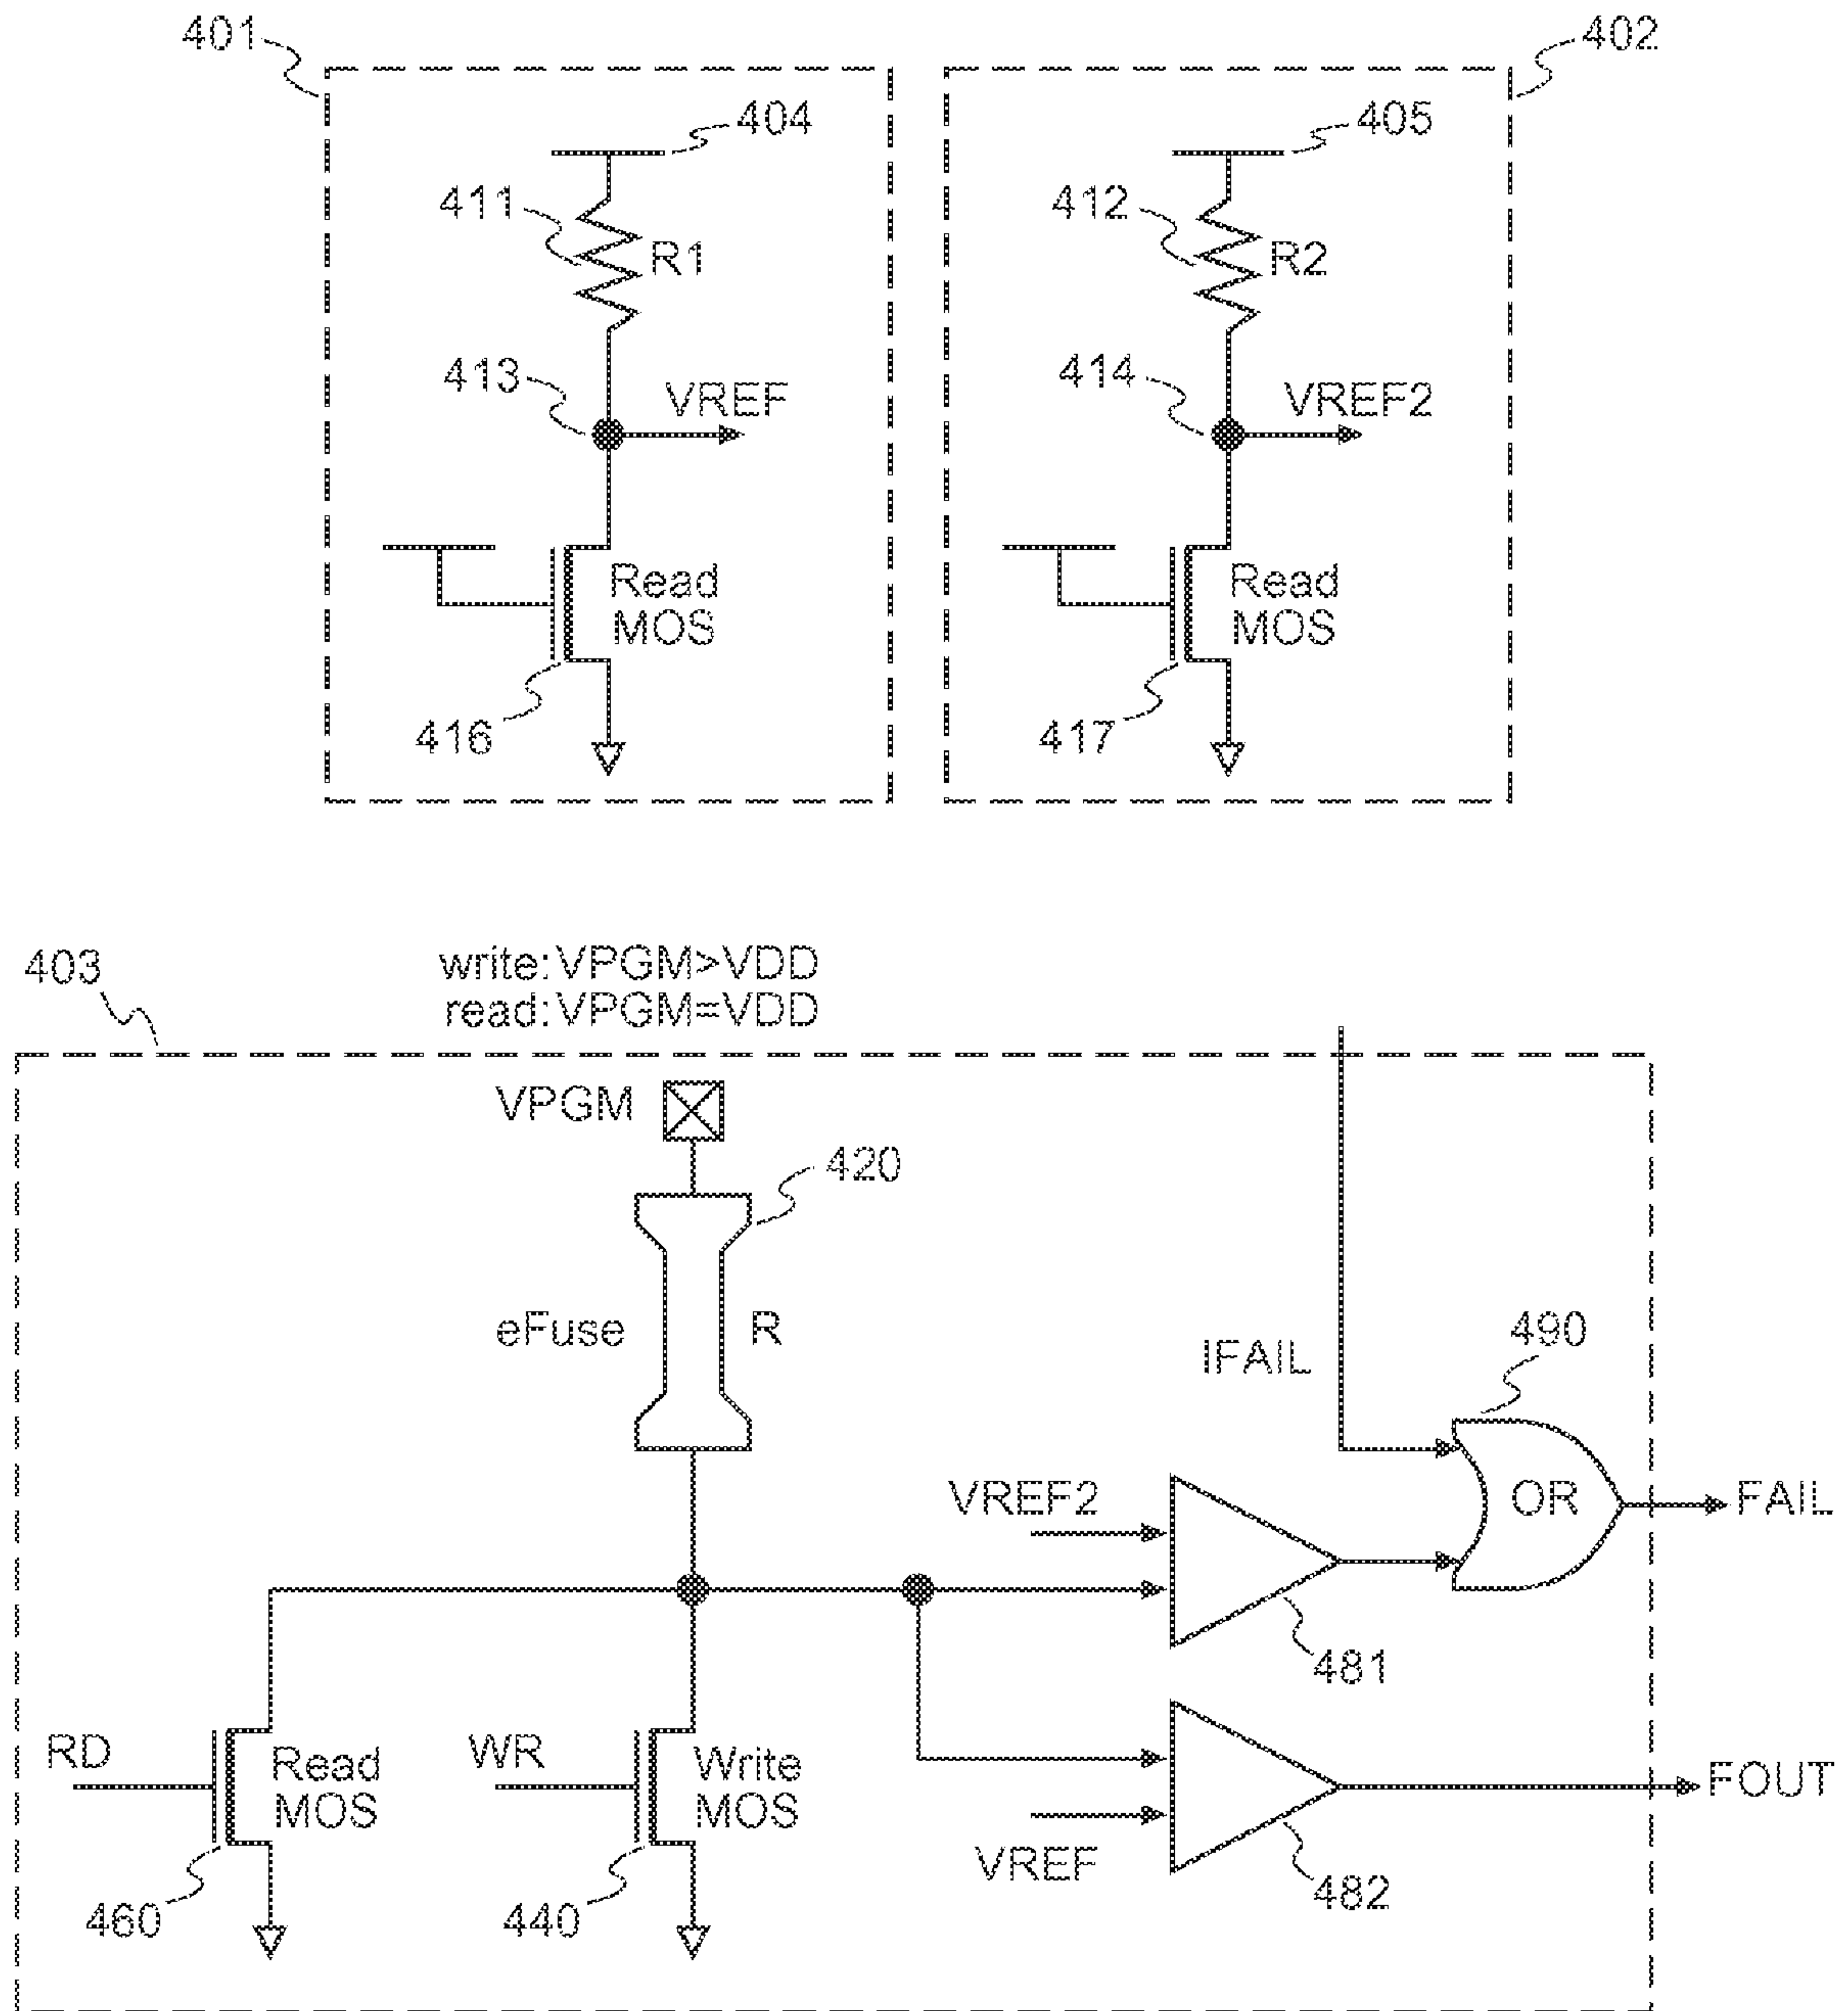 401
402
404
405
411
R1
412
R2
413
VREF
414
VREF2
Read
MOS
Read
MOS
416
417
403
write:VPGM>VDD
read:VPGM=VDD
VPGM
420
eFuse
R
IFAIL
490
OR
FAIL
VREF2
481
RD
Read
MOS
WR
Write
MOS
FOUT
VREF
460
440
482